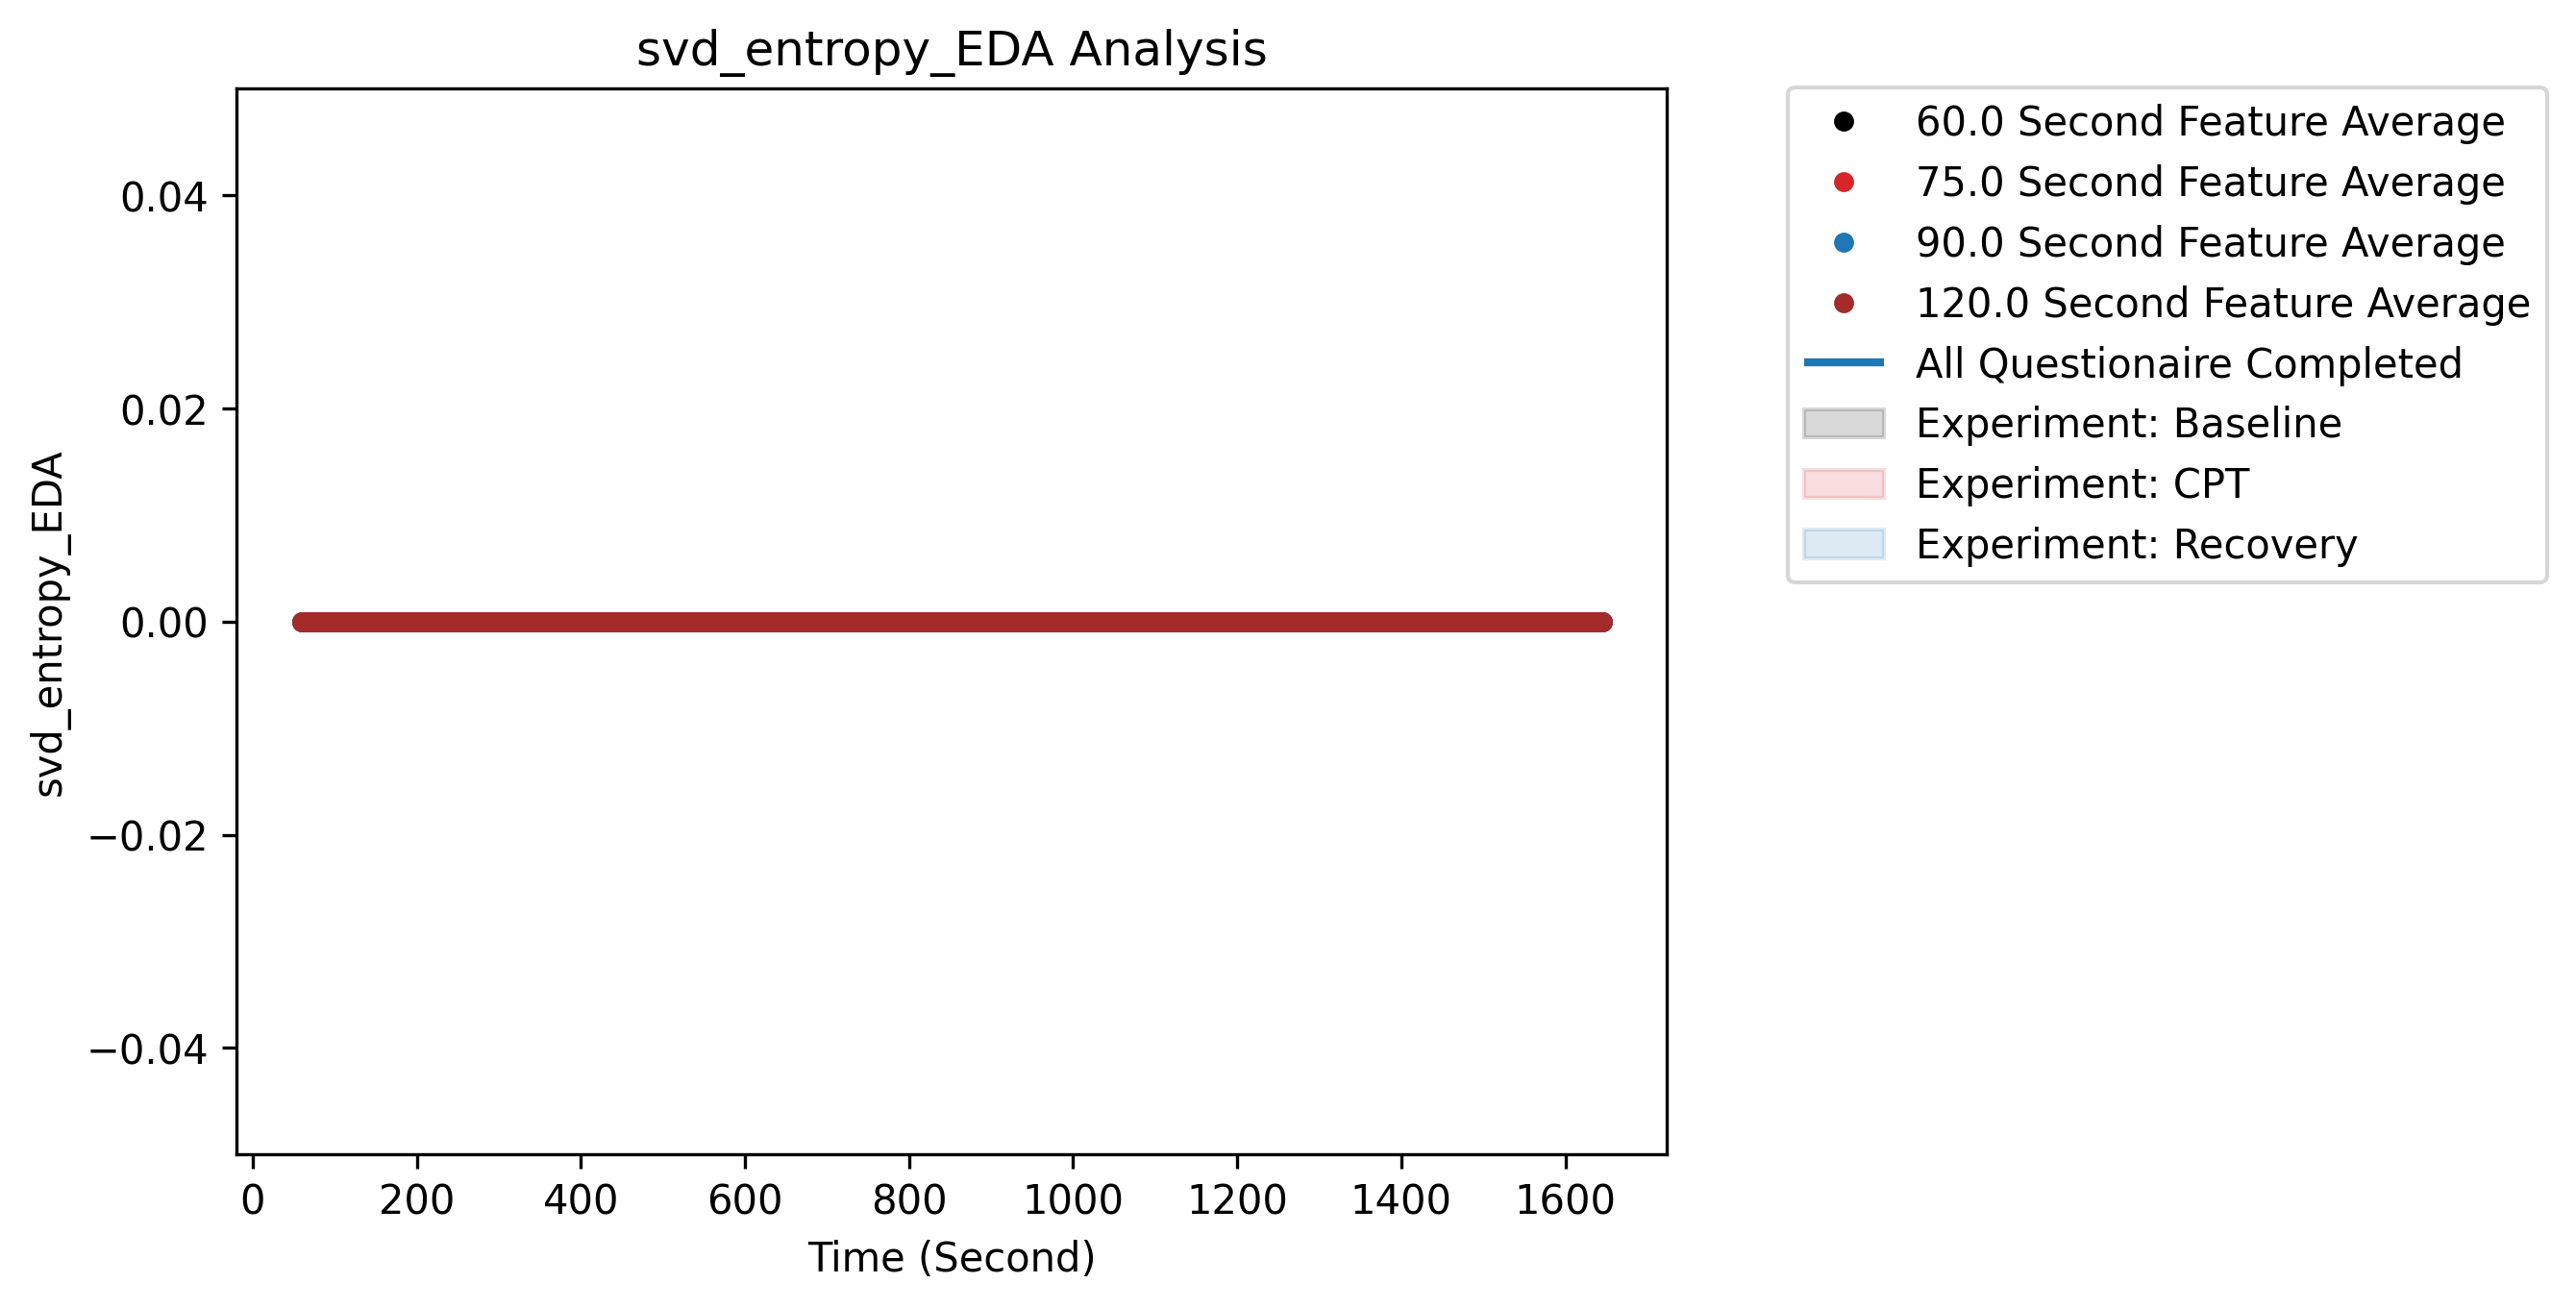 svd_entropy_EDA Analysis
svd_entropy_EDA
0.04
0.02
0.00
−0.02
−0.04
0 200 400 600 800 1000 1200 1400 1600
Time (Second)
60.0 Second Feature Average
75.0 Second Feature Average
90.0 Second Feature Average
120.0 Second Feature Average
All Questionaire Completed
Experiment: Baseline
Experiment: CPT
Experiment: Recovery